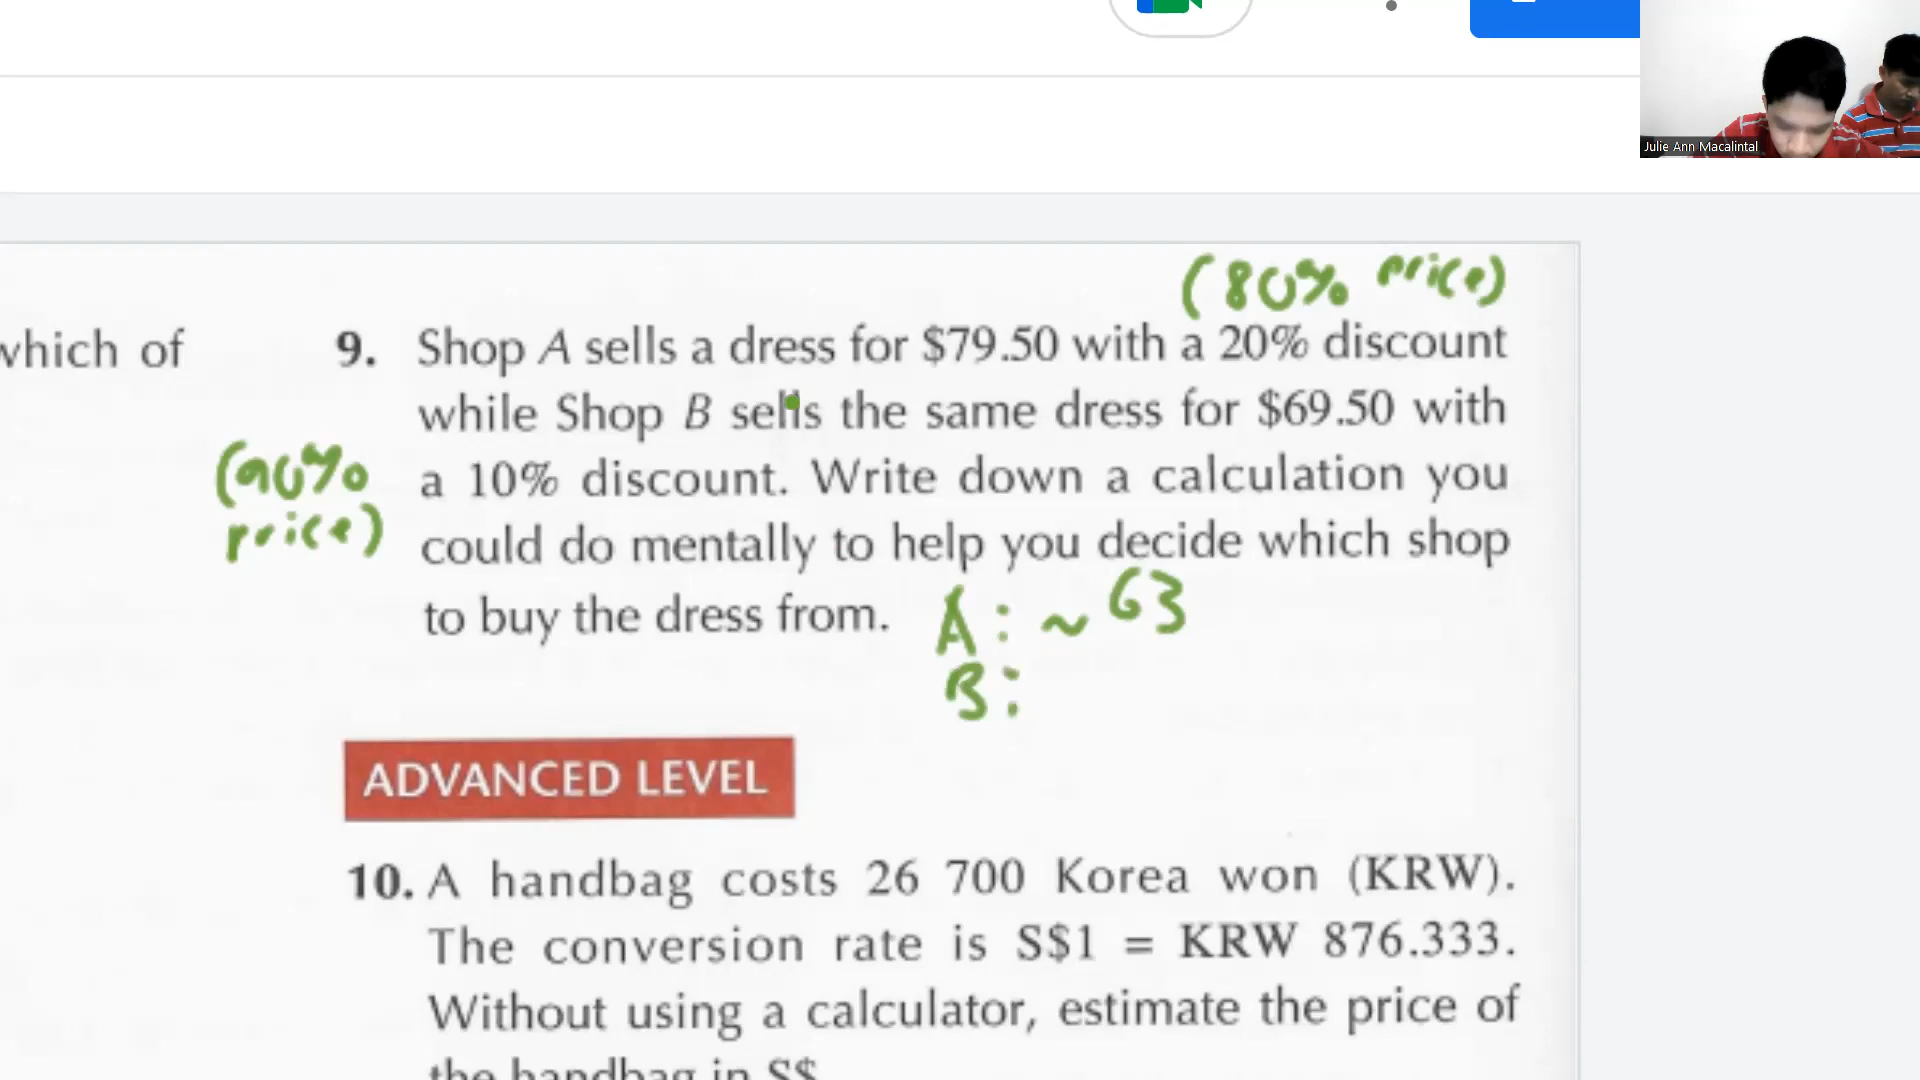 Julie Ann Macalintal
(80% price)
which of
9. Shop A sells a dress for $79.50 with a 20% discount
while Shop B sells the same dress for $69.50 with
(90%
a 10% discount. Write down a calculation you
price)
could do mentally to help you decide which shop
to buy the dress from.
A: ~ 63
B:
ADVANCED LEVEL
10. A handbag costs 26 700 Korea won (KRW).
The conversion rate is S$1 = KRW 876.333.
Without using a calculator, estimate the price of
the handbag in S$